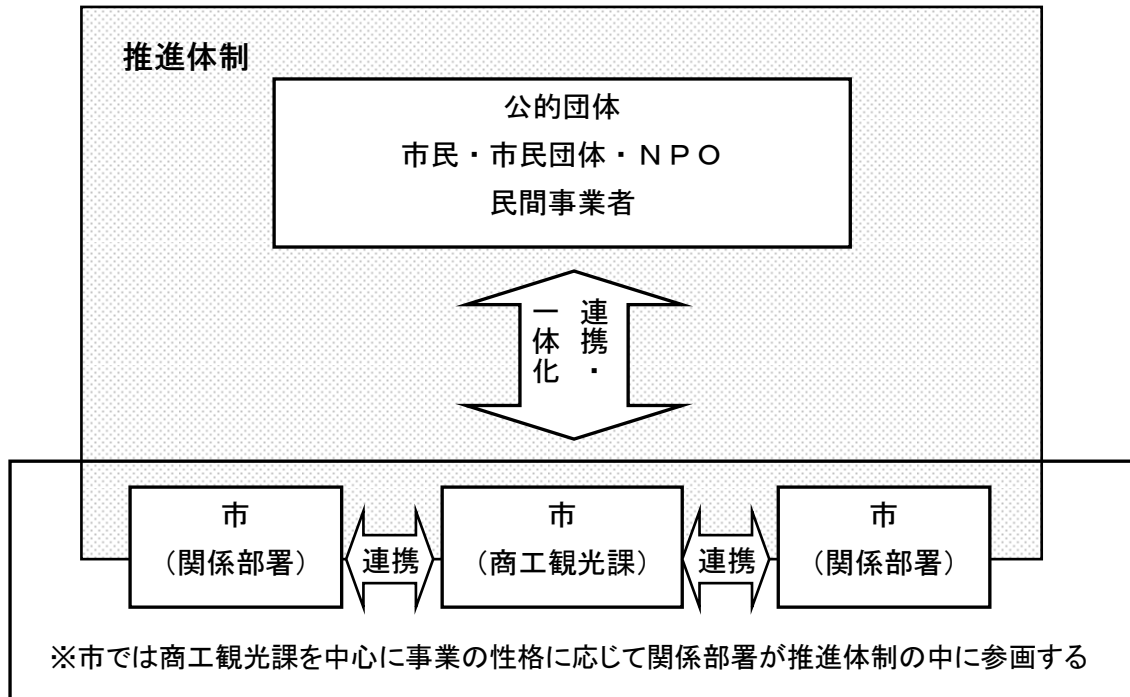 推進体制
公的団体
市民・市民団体・ＮＰＯ
民間事業者
連携・
一体化
市
（関係部署）
連携
市
（商工観光課）
連携
市
（関係部署）
※市では商工観光課を中心に事業の性格に応じて関係部署が推進体制の中に参画する